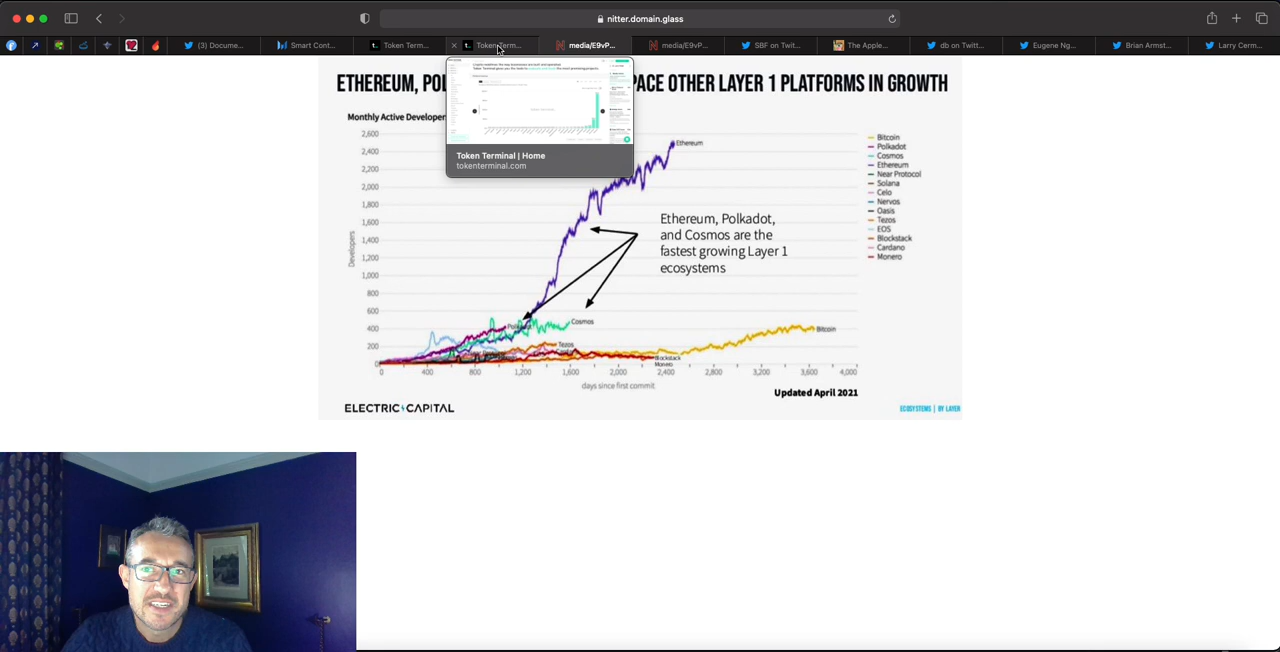 nitter.domain.glass
(3) Docume...
Smart Cont...
Token Term...
Token Term...
media/E9vP...
media/E9vP...
SBF on Twit...
The Apple...
db on Twitt...
Eugene Ng...
Brian Armst...
Larry Cerm...
ETHEREUM, POL
PACE OTHER LAYER 1 PLATFORMS IN GROWTH
Token Terminal | Home
tokenterminal.com
Monthly Active Developer
2,600
2,400
2,200
2,000
1,800
1,600
1,400
1,200
1,000
800
600
400
200
0
Developers
Ethereum
Ethereum, Polkadot,
and Cosmos are the
fastest growing Layer 1
ecosystems
Cosmos
Bitcoin
Tezos
Blockstack
Monero
0
400
800
1,200
1,600
2,000
2,400
2,800
3,200
3,600
4,000
days since first commit
Bitcoin
Polkadot
Cosmos
Ethereum
Near Protocol
Solana
Celo
Nervos
Oasis
Tezos
EOS
Blockstack
Cardano
Monero
Updated April 2021
ELECTRIC CAPITAL
ECOSYSTEMS | BY LAYER